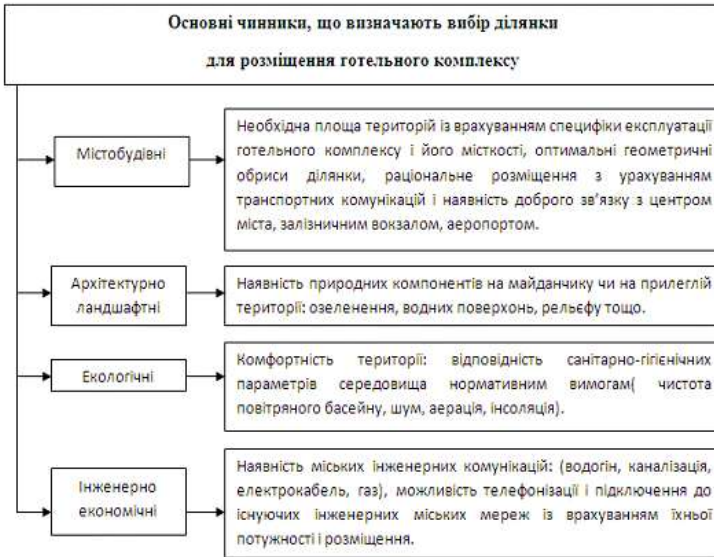 Основні чинники, що визначають вибір ділянки
для розміщення готельного комплексу
Містобудівні
Необхідна площа територій із врахуванням специфіки експлуатації
готельного комплексу і його місткості, оптимальні геометричні
обриси ділянки, раціональне розміщення з урахуванням
транспортних комунікацій і наявність доброго зв’язку з центром
міста, залізничним вокзалом, аеропортом.
Архітектурно
ландшафтні
Наявність природних компонентів на майданчику чи на прилеглій
території: озеленення, водних поверхонь, рельєфу тощо.
Екологічні
Комфортність території: відповідність санітарно-гігієнічних
параметрів середовища нормативним вимогам( чистота
повітряного басейну, шум, аерація, інсоляція).
Інженерно
економічні
Наявність міських інженерних комунікацій: (водогін, каналізація,
електрокабель, газ), можливість телефонізації і підключення до
існуючих інженерних міських мереж із врахуванням їхньої
потужності і розміщення.